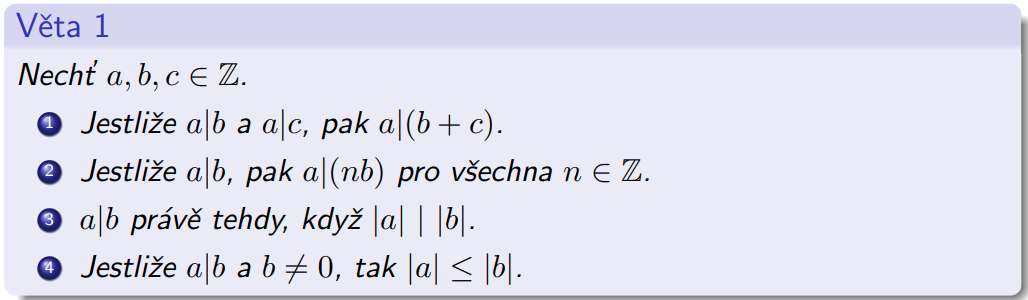 Věta 1
Nechť a, b, c ∈ ℤ.
1 Jestliže a|b a a|c, pak a|(b + c).
2 Jestliže a|b, pak a|(nb) pro všechna n ∈ ℤ.
3 a|b právě tehdy, když |a| | |b|.
4 Jestliže a|b a b ≠ 0, tak |a| ≤ |b|.